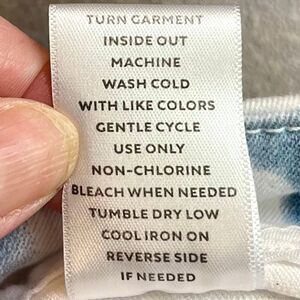 TURN GARMENT
INSIDE OUT
MACHINE
WASH COLD
WITH LIKE COLORS
GENTLE CYCLE
USE ONLY
NON-CHLORINE
BLEACH WHEN NEEDED
TUMBLE DRY LOW
COOL IRON ON
REVERSE SIDE
IF NEEDED